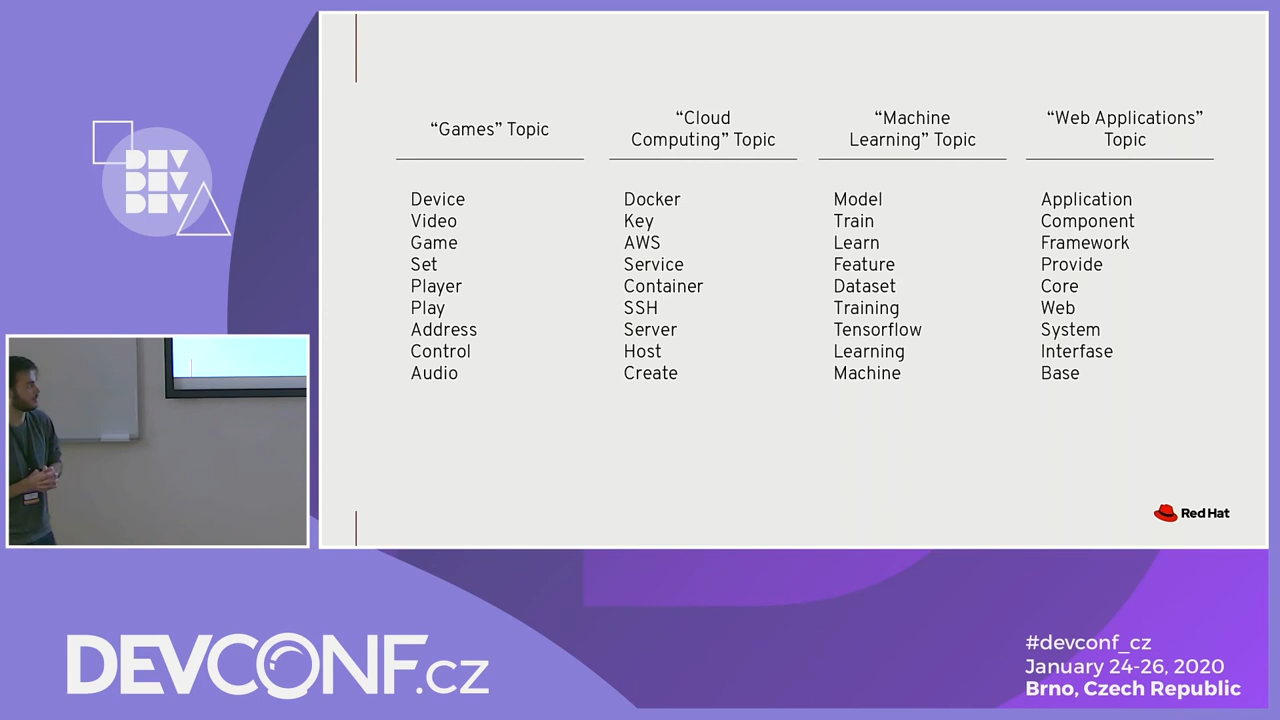 DEV
DEV
DEV
“Games” Topic
Device
Video
Game
Set
Player
Play
Address
Control
Audio
“Cloud
Computing” Topic
Docker
Key
AWS
Service
Container
SSH
Server
Host
Create
“Machine
Learning” Topic
Model
Train
Learn
Feature
Dataset
Training
Tensorflow
Learning
Machine
“Web Applications”
Topic
Application
Component
Framework
Provide
Core
Web
System
Interfase
Base
Red Hat
DEVCONF.cz
#devconf_cz
January 24-26, 2020
Brno, Czech Republic